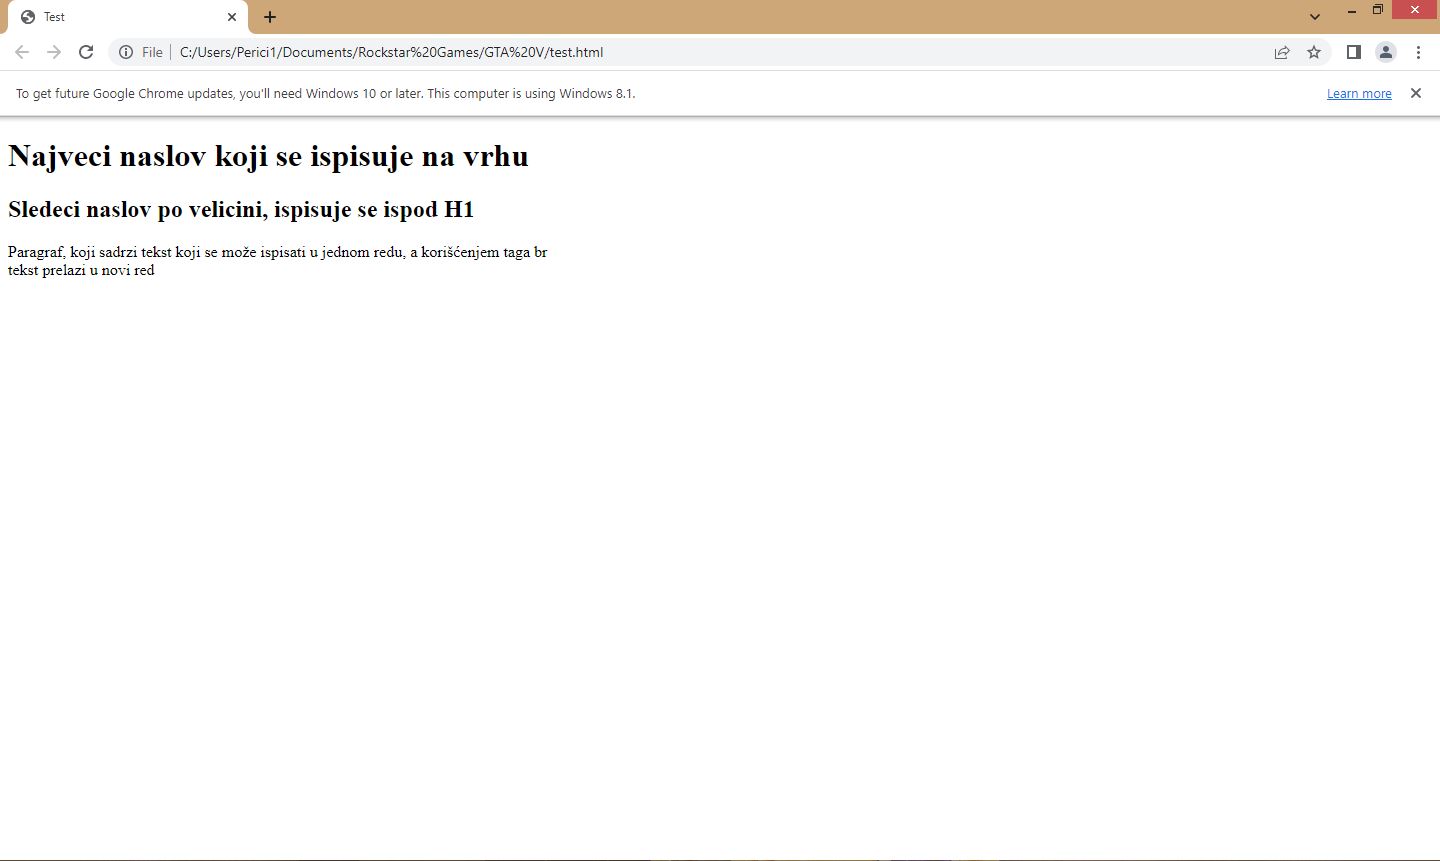 Test
File C:/Users/Perici1/Documents/Rockstar%20Games/GTA%20V/test.html
To get future Google Chrome updates, you'll need Windows 10 or later. This computer is using Windows 8.1. Learn more
Najveci naslov koji se ispisuje na vrhu
Sledeci naslov po velicini, ispisuje se ispod H1
Paragraf, koji sadrzi tekst koji se može ispisati u jednom redu, a korišćenjem taga br
tekst prelazi u novi red